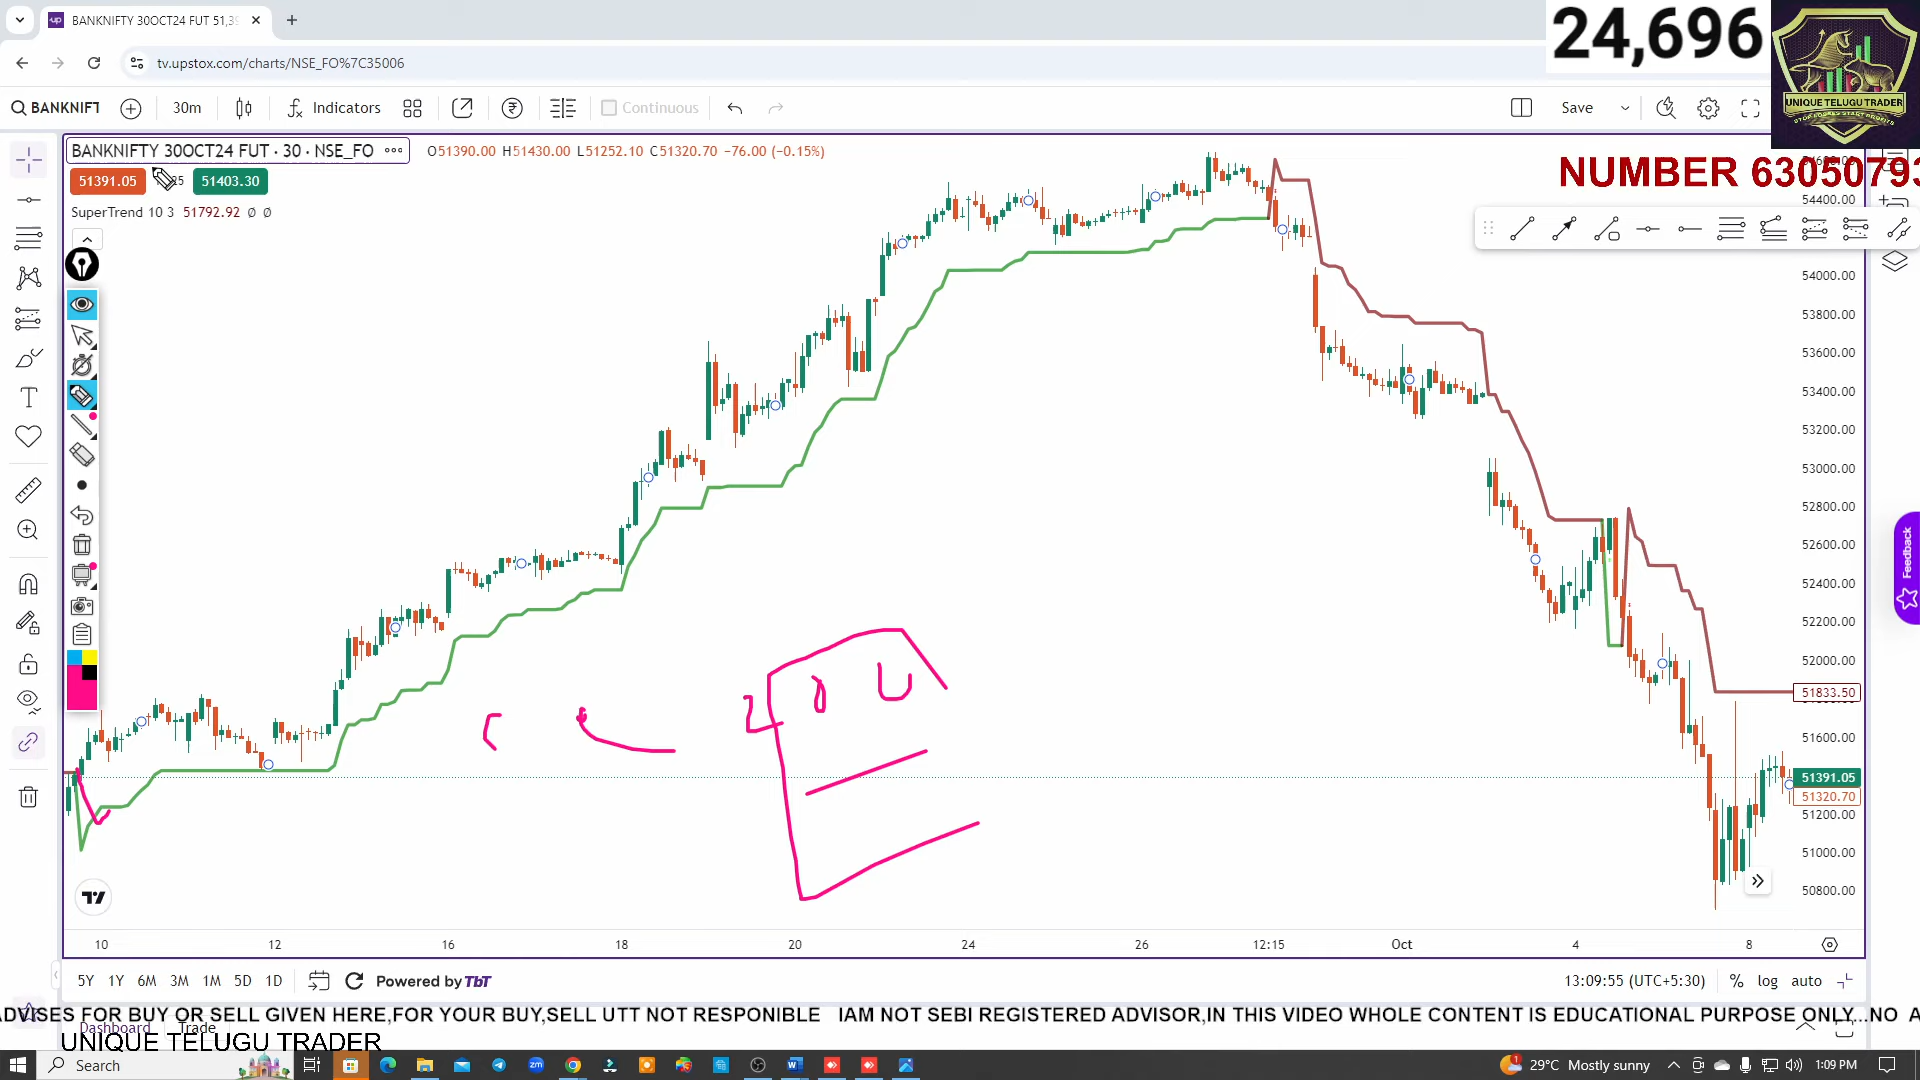 BANKNIFTY 30OCT24 FUT 51,39
tv.upstox.com/charts/NSE_FO%7C35006
24,696
UNIQUE TELUGU TRADER
STOP LOSSES START PROFITS
BANKNIFT
30m
Indicators
Continuous
Save
BANKNIFTY 30OCT24 FUT · 30 · NSE_FO
O51390.00 H51430.00 L51252.10 C51320.70 −76.00 (−0.15%)
51391.05
51403.30
NUMBER 63050793
SuperTrend 10 3 51792.92 Ø Ø
54400.00
54000.00
53800.00
53600.00
53400.00
53200.00
53000.00
52800.00
52600.00
52400.00
52200.00
52000.00
51833.50
51600.00
51391.05
51320.70
51200.00
51000.00
50800.00
Feedback
10 12 16 18 20 24 26 12:15 Oct 4 8
5Y 1Y 6M 3M 1M 5D 1D
Powered by TbT
13:09:55 (UTC+5:30)
% log auto
ADVISES FOR BUY OR SELL GIVEN HERE,FOR YOUR BUY,SELL UTT NOT RESPONIBLE IAM NOT SEBI REGISTERED ADVISOR,IN THIS VIDEO WHOLE CONTENT IS EDUCATIONAL PURPOSE ONLY...NO A
Dashboard Trade
UNIQUE TELUGU TRADER
Search
29°C Mostly sunny
1:09 PM